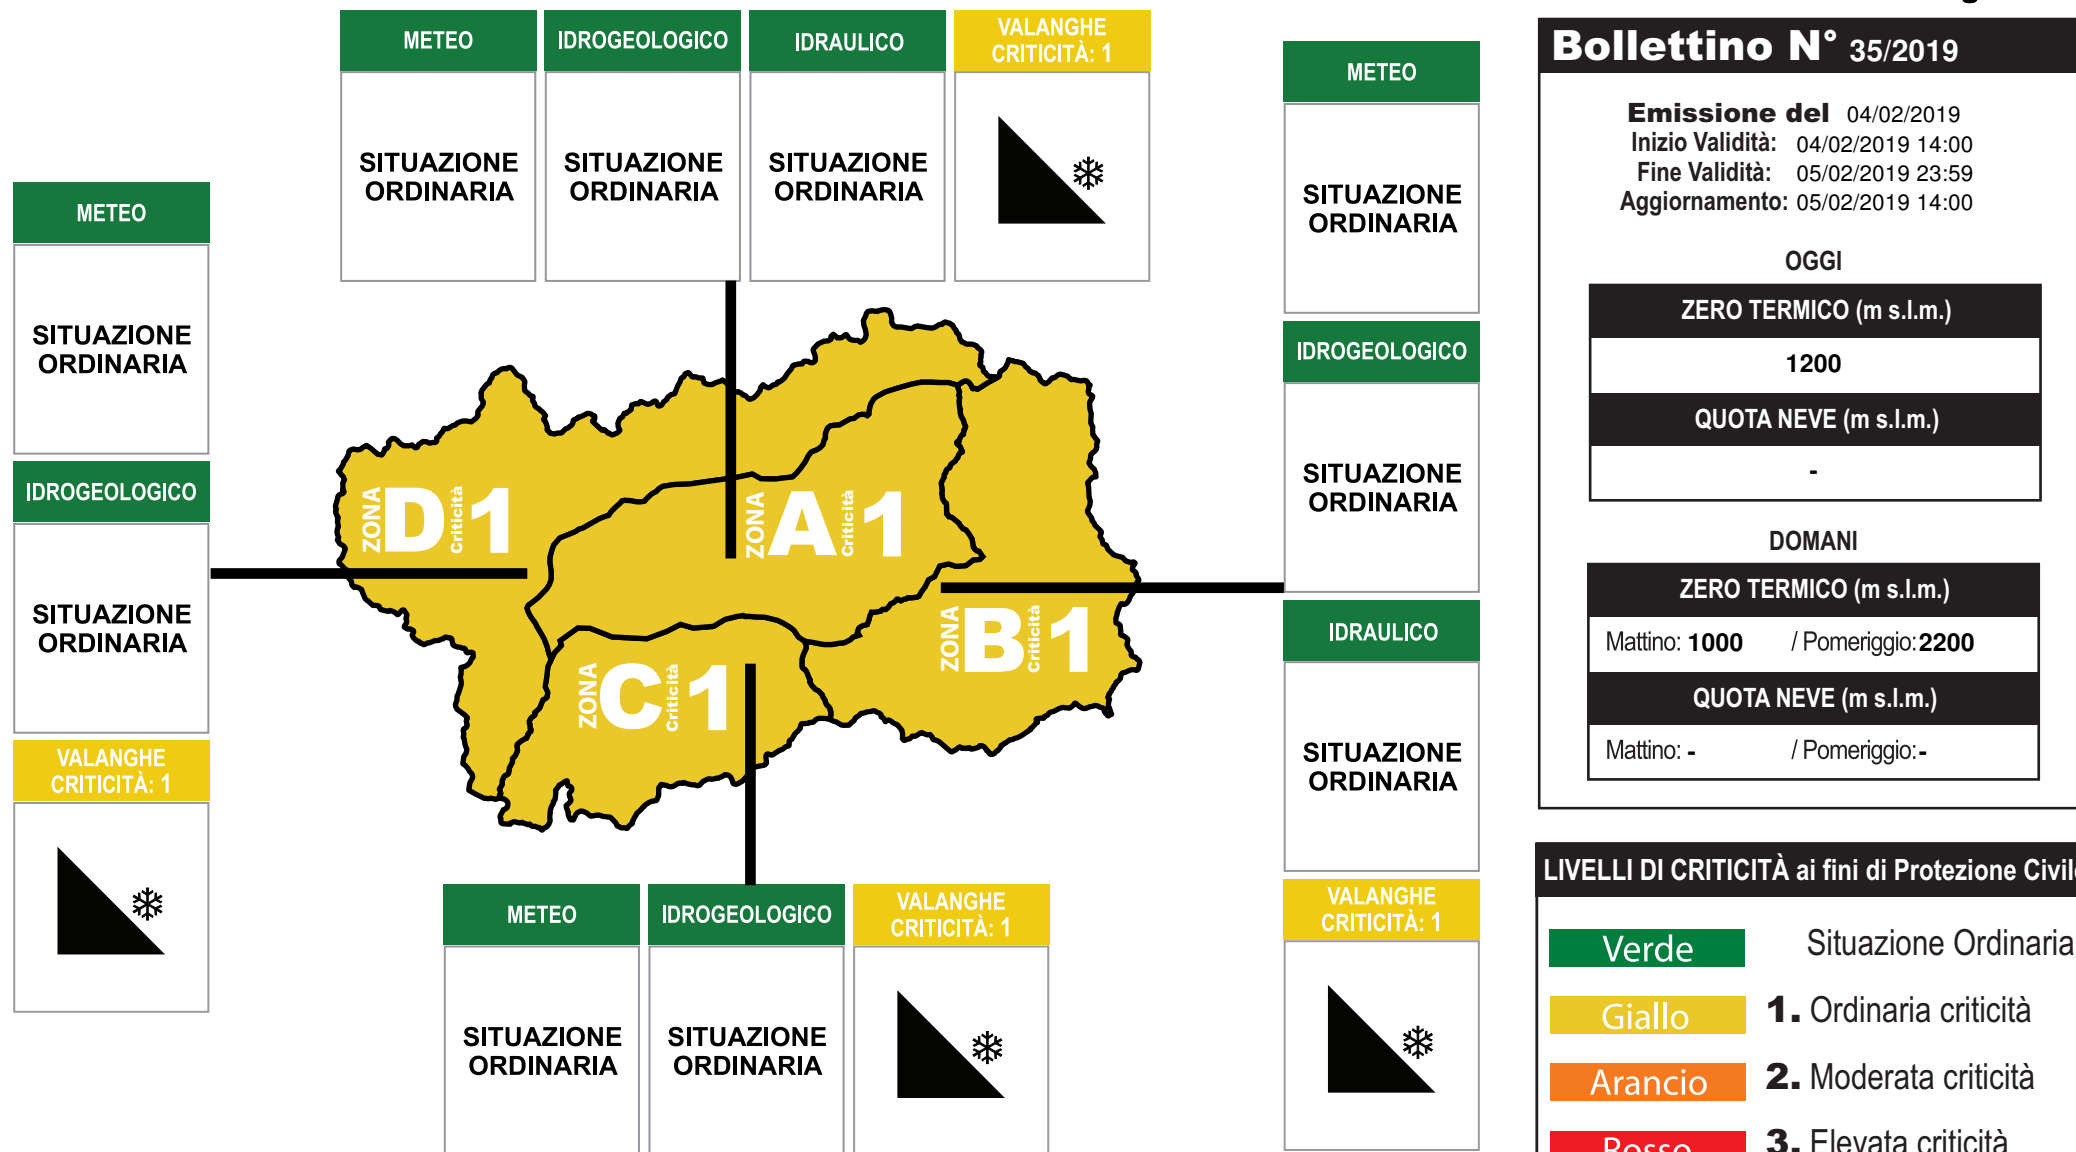 METEO
IDROGEOLOGICO
IDRAULICO
VALANGHE
CRITICITÀ: 1
SITUAZIONE
ORDINARIA
SITUAZIONE
ORDINARIA
SITUAZIONE
ORDINARIA
METEO
SITUAZIONE
ORDINARIA
IDROGEOLOGICO
SITUAZIONE
ORDINARIA
VALANGHE
CRITICITÀ: 1
ZONA D Criticità 1
ZONA A Criticità 1
ZONA B Criticità 1
ZONA C Criticità 1
METEO
IDROGEOLOGICO
VALANGHE
CRITICITÀ: 1
SITUAZIONE
ORDINARIA
SITUAZIONE
ORDINARIA
METEO
SITUAZIONE
ORDINARIA
IDROGEOLOGICO
SITUAZIONE
ORDINARIA
IDRAULICO
SITUAZIONE
ORDINARIA
VALANGHE
CRITICITÀ: 1
Bollettino N° 35/2019
Emissione del 04/02/2019
Inizio Validità: 04/02/2019 14:00
Fine Validità: 05/02/2019 23:59
Aggiornamento: 05/02/2019 14:00
OGGI
ZERO TERMICO (m s.l.m.)
1200
QUOTA NEVE (m s.l.m.)
-
DOMANI
ZERO TERMICO (m s.l.m.)
Mattino: 1000 / Pomeriggio: 2200
QUOTA NEVE (m s.l.m.)
Mattino: - / Pomeriggio: -
LIVELLI DI CRITICITÀ ai fini di Protezione Civile
Verde Situazione Ordinaria
Giallo 1. Ordinaria criticità
Arancio 2. Moderata criticità
Rosso 3. Elevata criticità